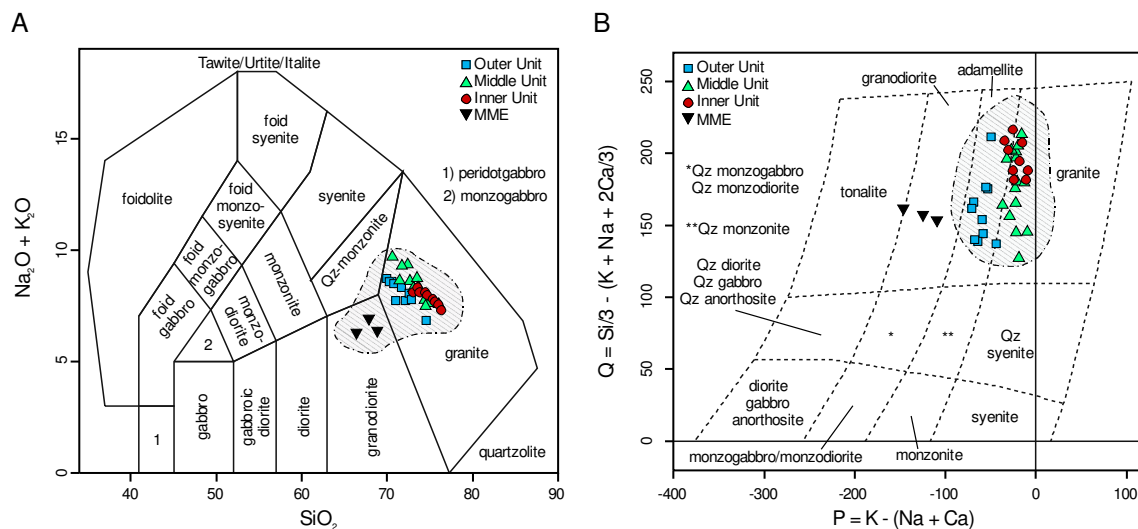 A
Tawite/Urtite/Italite
Outer Unit
Middle Unit
Inner Unit
MME
1) peridotgabbro
2) monzogabbro
foid
syenite
foidolite
foid
monzo-
syenite
syenite
foid
monzo-
gabbro
foid
gabbro
Qz-monzonite
monzonite
monzo-
diorite
2
1
gabbro
gabbroic
diorite
diorite
granodiorite
granite
quartzolite
0
5
10
15
40
50
60
70
80
90
Na2O + K2O
SiO2
B
Outer Unit
Middle Unit
Inner Unit
MME
granodiorite
adamellite
*Qz monzogabbro
Qz monzodiorite
**Qz monzonite
Qz diorite
Qz gabbro
Qz anorthosite
tonalite
granite
*
**
Qz
syenite
diorite
gabbro
anorthosite
syenite
monzogabbro/monzodiorite
monzonite
0
50
100
150
200
250
-400
-300
-200
-100
0
100
Q = Si/3 - (K + Na + 2Ca/3)
P = K - (Na + Ca)